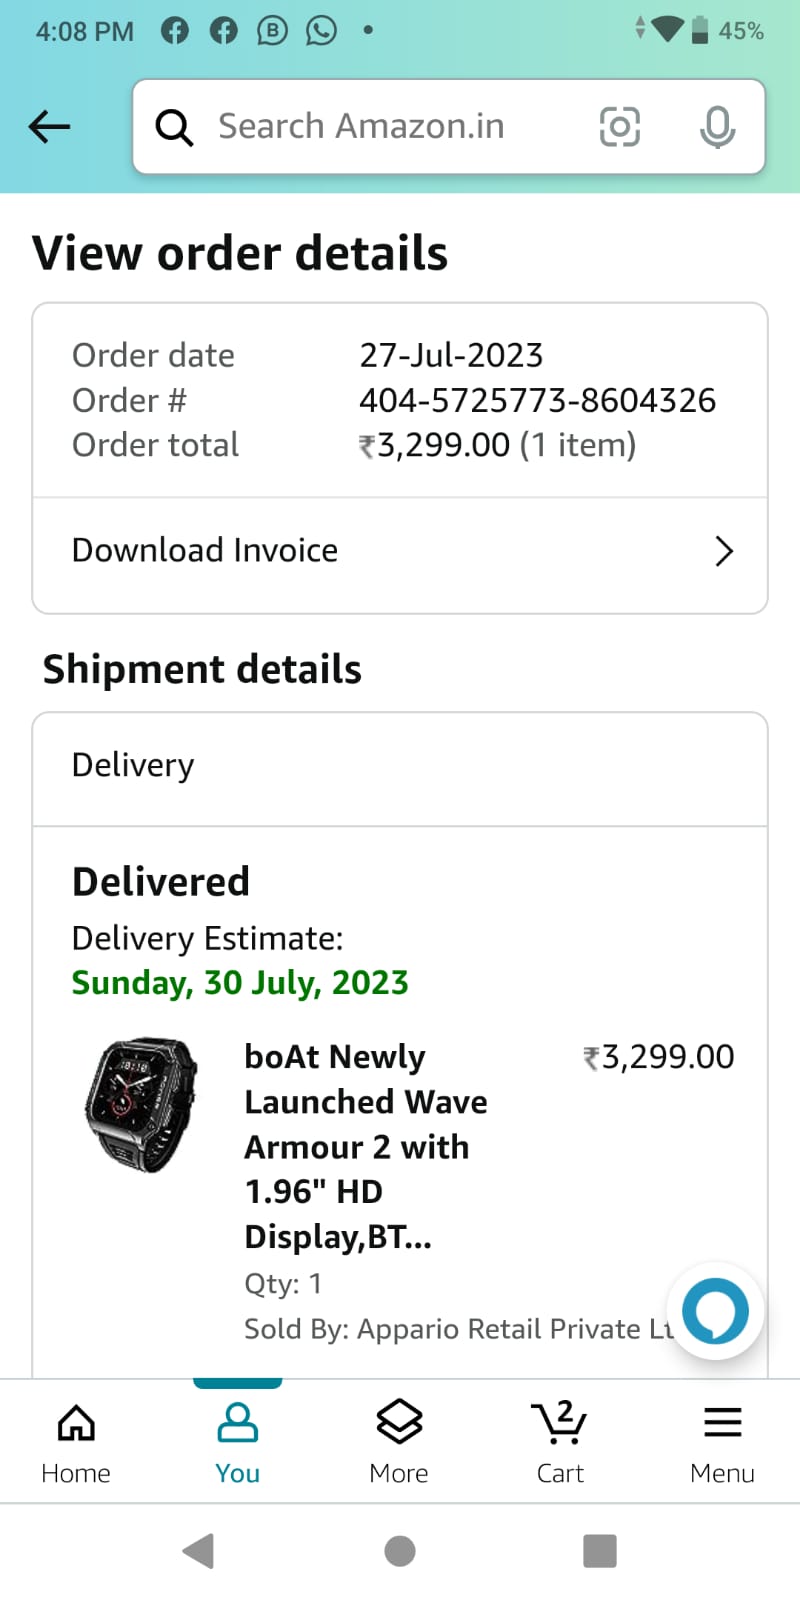 4:08 PM
45%
Search Amazon.in
View order details
Order date 27-Jul-2023
Order # 404-5725773-8604326
Order total ₹3,299.00 (1 item)
Download Invoice
Shipment details
Delivery
Delivered
Delivery Estimate:
Sunday, 30 July, 2023
boAt Newly ₹3,299.00
Launched Wave
Armour 2 with
1.96" HD
Display,BT...
Qty: 1
Sold By: Appario Retail Private Lt
2
Home You More Cart Menu